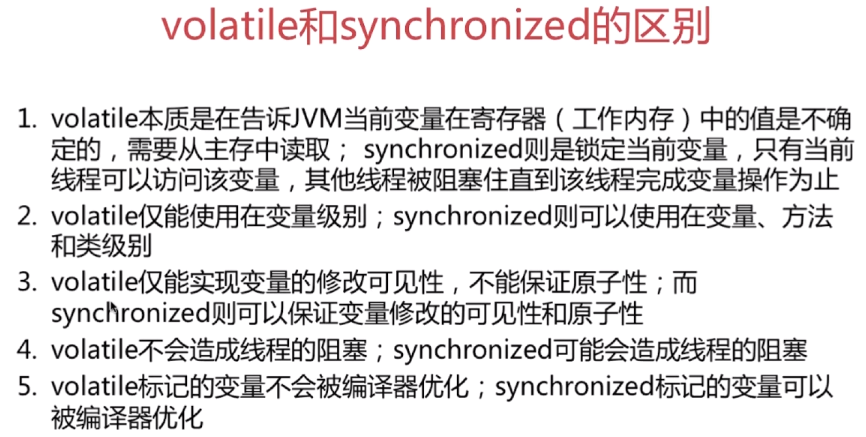 volatile和synchronized的区别
1. volatile本质是在告诉JVM当前变量在寄存器（工作内存）中的值是不确
定的，需要从主存中读取； synchronized则是锁定当前变量，只有当前
线程可以访问该变量，其他线程被阻塞住直到该线程完成变量操作为止
2. volatile仅能使用在变量级别；synchronized则可以使用在变量、方法
和类级别
3. volatile仅能实现变量的修改可见性，不能保证原子性；而
synchronized则可以保证变量修改的可见性和原子性
4. volatile不会造成线程的阻塞；synchronized可能会造成线程的阻塞
5. volatile标记的变量不会被编译器优化；synchronized标记的变量可以
被编译器优化